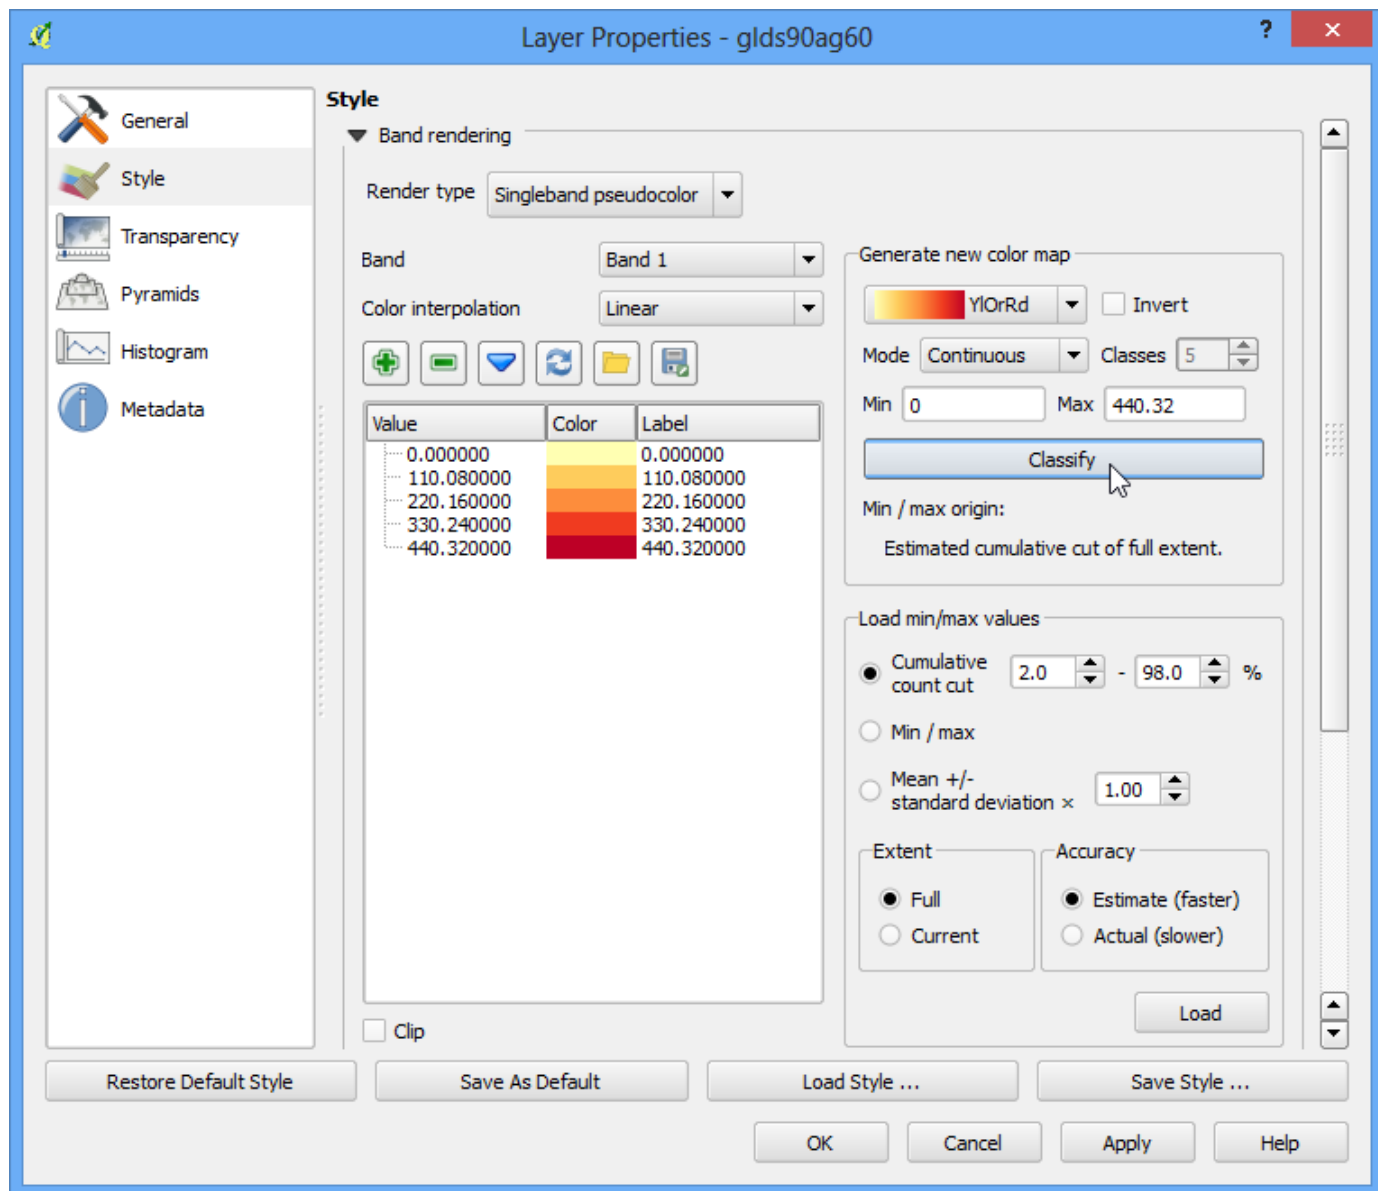 Layer Properties - glds90ag60
?
General
Style
Transparency
Pyramids
Histogram
Metadata
Style
Band rendering
Render type Singleband pseudocolor
Band Band 1
Color interpolation Linear
Value Color Label
0.000000 0.000000
110.080000 110.080000
220.160000 220.160000
330.240000 330.240000
440.320000 440.320000
Clip
Generate new color map
YlOrRd Invert
Mode Continuous Classes 5
Min 0 Max 440.32
Classify
Min / max origin:
Estimated cumulative cut of full extent.
Load min/max values
Cumulative
count cut 2.0 - 98.0 %
Min / max
Mean +/-
standard deviation × 1.00
Extent
Full
Current
Accuracy
Estimate (faster)
Actual (slower)
Load
Restore Default Style Save As Default Load Style ... Save Style ...
OK Cancel Apply Help